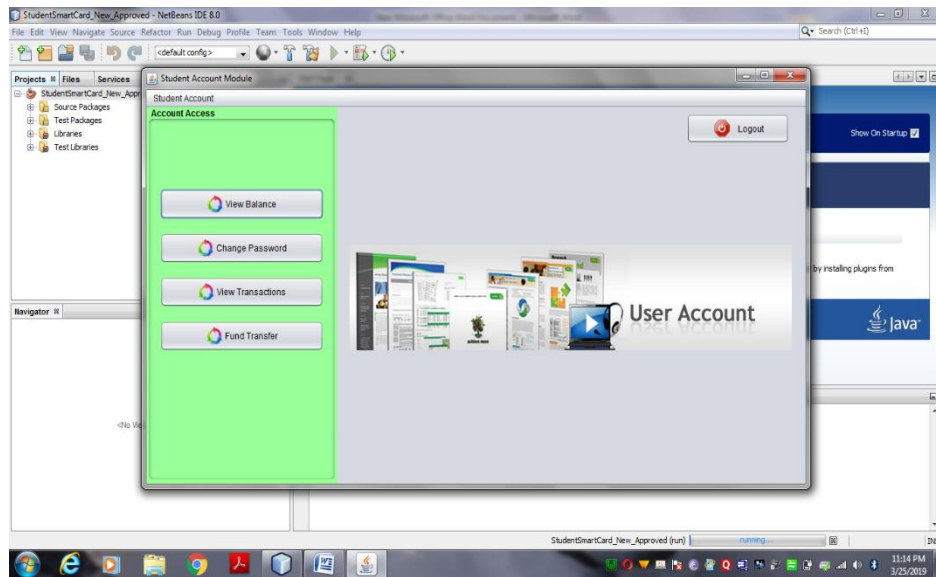 StudentSmartCard_New_Approved - NetBeans IDE 8.0
File Edit View Navigate Source Refactor Run Debug Profile Team Tools Window Help
Search (Ctrl+I)
<default config>
Projects Files Services
Student Account Module
StudentSmartCard_New_Appr
Student Account
Source Packages
Account Access
Test Packages
Logout
Show On Startup
Libraries
Test Libraries
View Balance
Change Password
by installing plugins from
View Transactions
Navigator
User Account
Java
Fund Transfer
<No Vie
StudentSmartCard_New_Approved (run)
running...
11:14 PM
3/25/2019